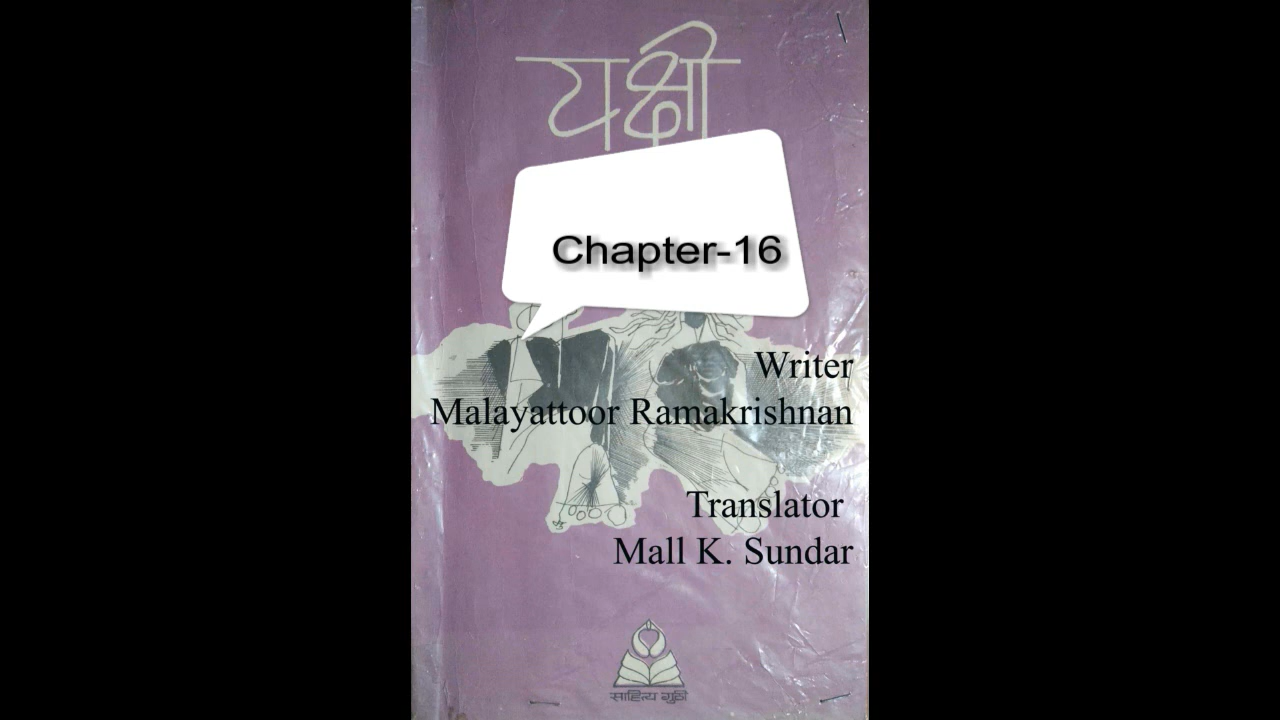 यक्षी
Chapter-16
Writer
Malayattoor Ramakrishnan
Translator
Mall K. Sundar
साहित्य गुठी